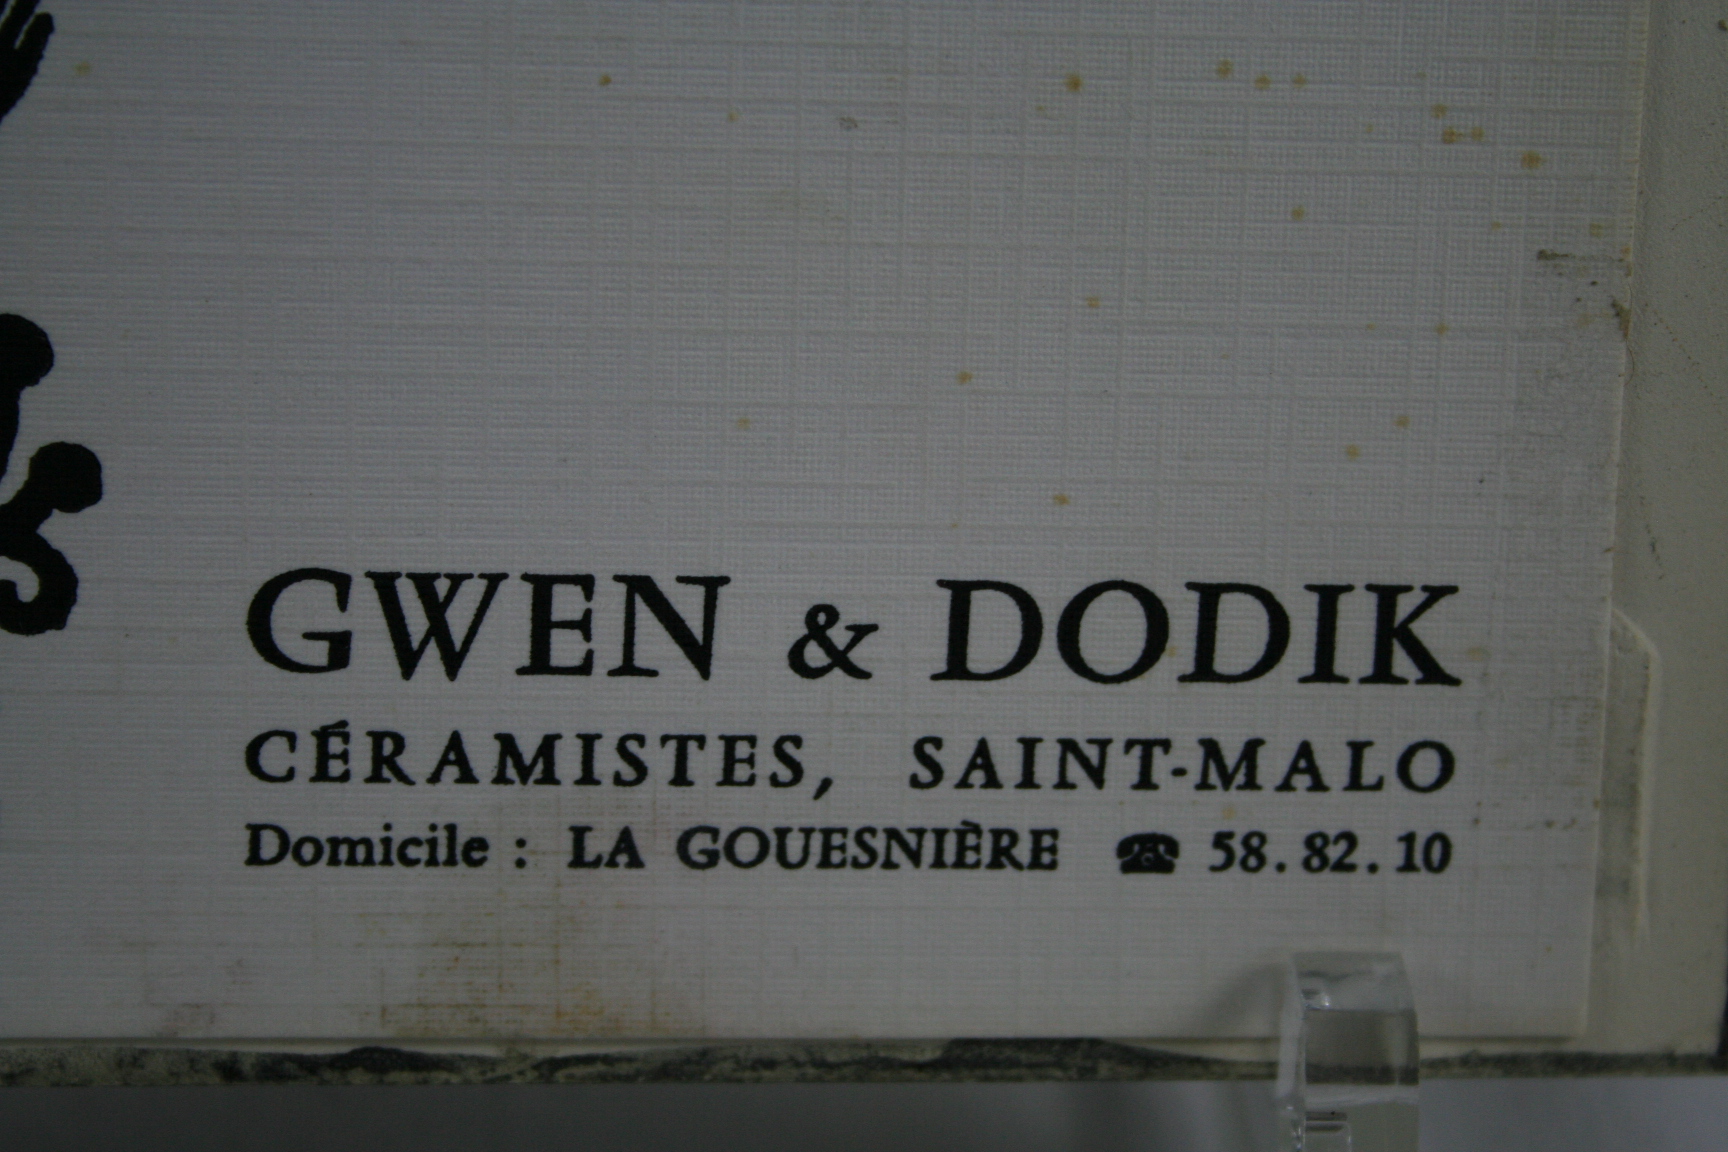 GWEN & DODIK
CÉRAMISTES, SAINT-MALO
Domicile : LA GOUESNIÈRE ☎ 58.82.10